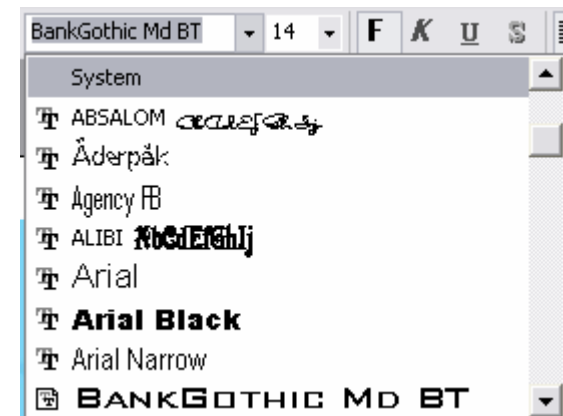 BankGothic Md BT 14 F K U S
System
ABSALOM
Åderpåk
Agency FB
ALIBI AbCdEfGhIj
Arial
Arial Black
Arial Narrow
BANKGOTHIC MD BT